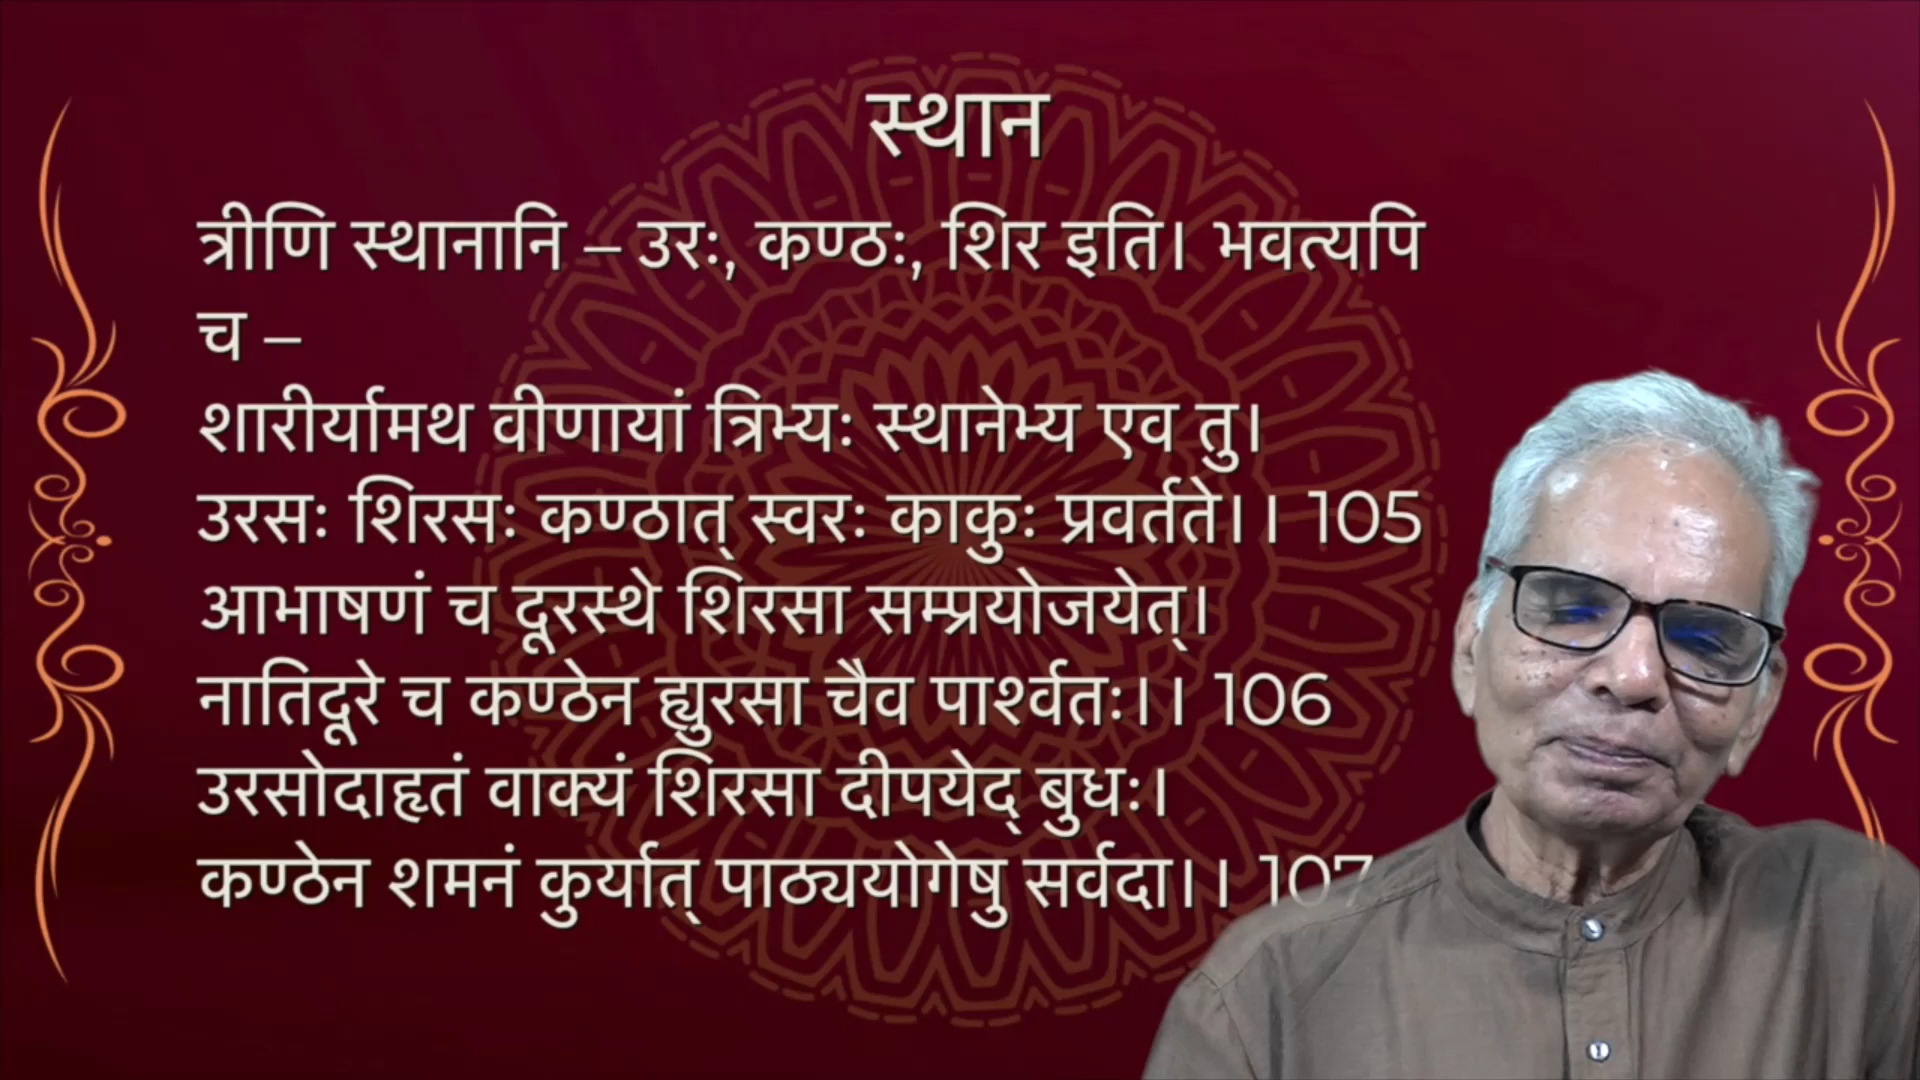 स्थान
त्रीणि स्थानानि – उरः, कण्ठः, शिर इति। भवत्यपि
च –
शारीर्यामथ वीणायां त्रिभ्यः स्थानेभ्य एव तु।
उरसः शिरसः कण्ठात् स्वरः काकुः प्रवर्तते।। 105
आभाषणं च दूरस्थे शिरसा सम्प्रयोजयेत्।
नातिदूरे च कण्ठेन ह्युरसा चैव पार्श्वतः।। 106
उरसोदाहृतं वाक्यं शिरसा दीपयेद् बुधः।
कण्ठेन शमनं कुर्यात् पाठ्ययोगेषु सर्वदा।। 107